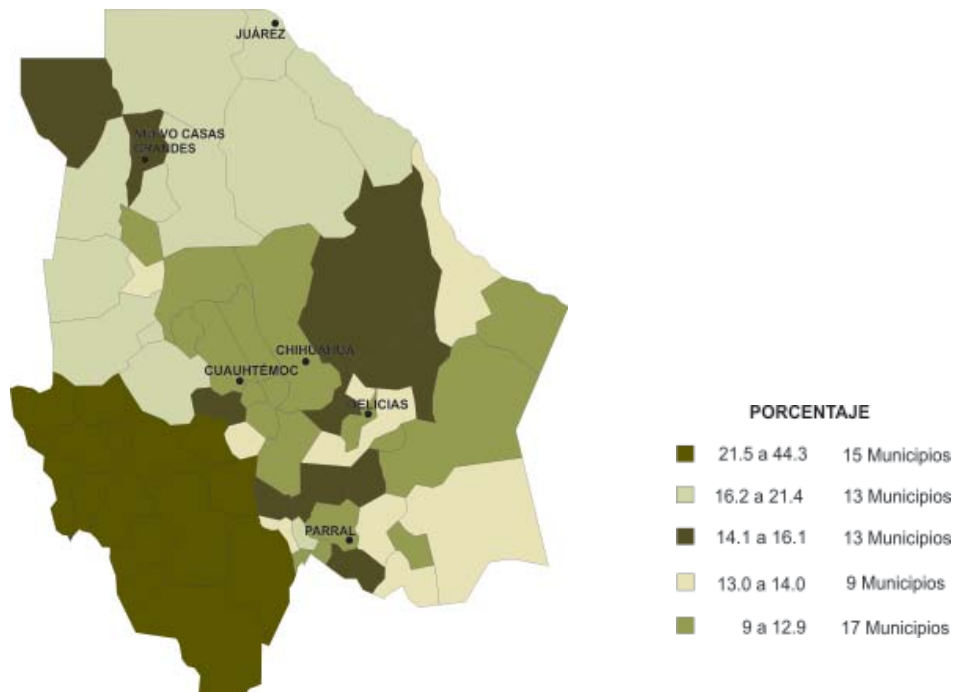 JUÁREZ
NUEVO CASAS
GRANDES
CHIHUAHUA
CUAUHTÉMOC
DELICIAS
PARRAL
PORCENTAJE
21.5 a 44.3 15 Municipios
16.2 a 21.4 13 Municipios
14.1 a 16.1 13 Municipios
13.0 a 14.0 9 Municipios
9 a 12.9 17 Municipios